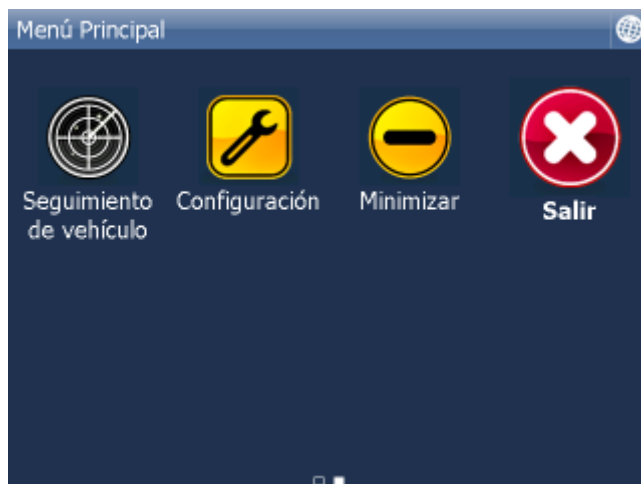 Menú Principal
Seguimiento
de vehículo
Configuración
Minimizar
Salir